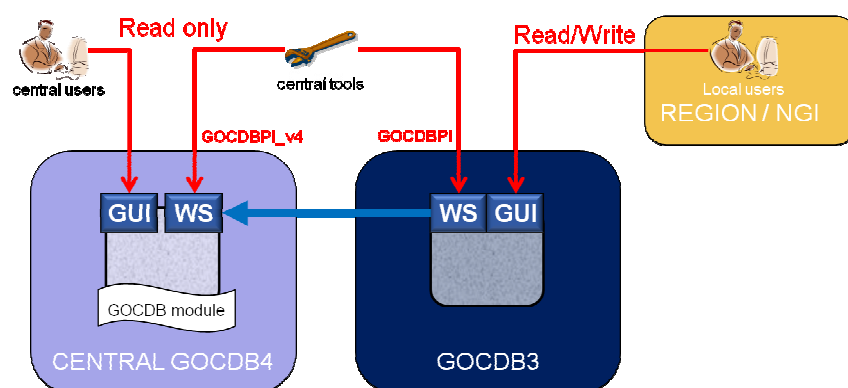 Read only
Read/Write
central users
central tools
Local users
REGION / NGI
GOCDBPI_v4
GOCDBPI
GUI
WS
WS
GUI
GOCDB module
CENTRAL GOCDB4
GOCDB3